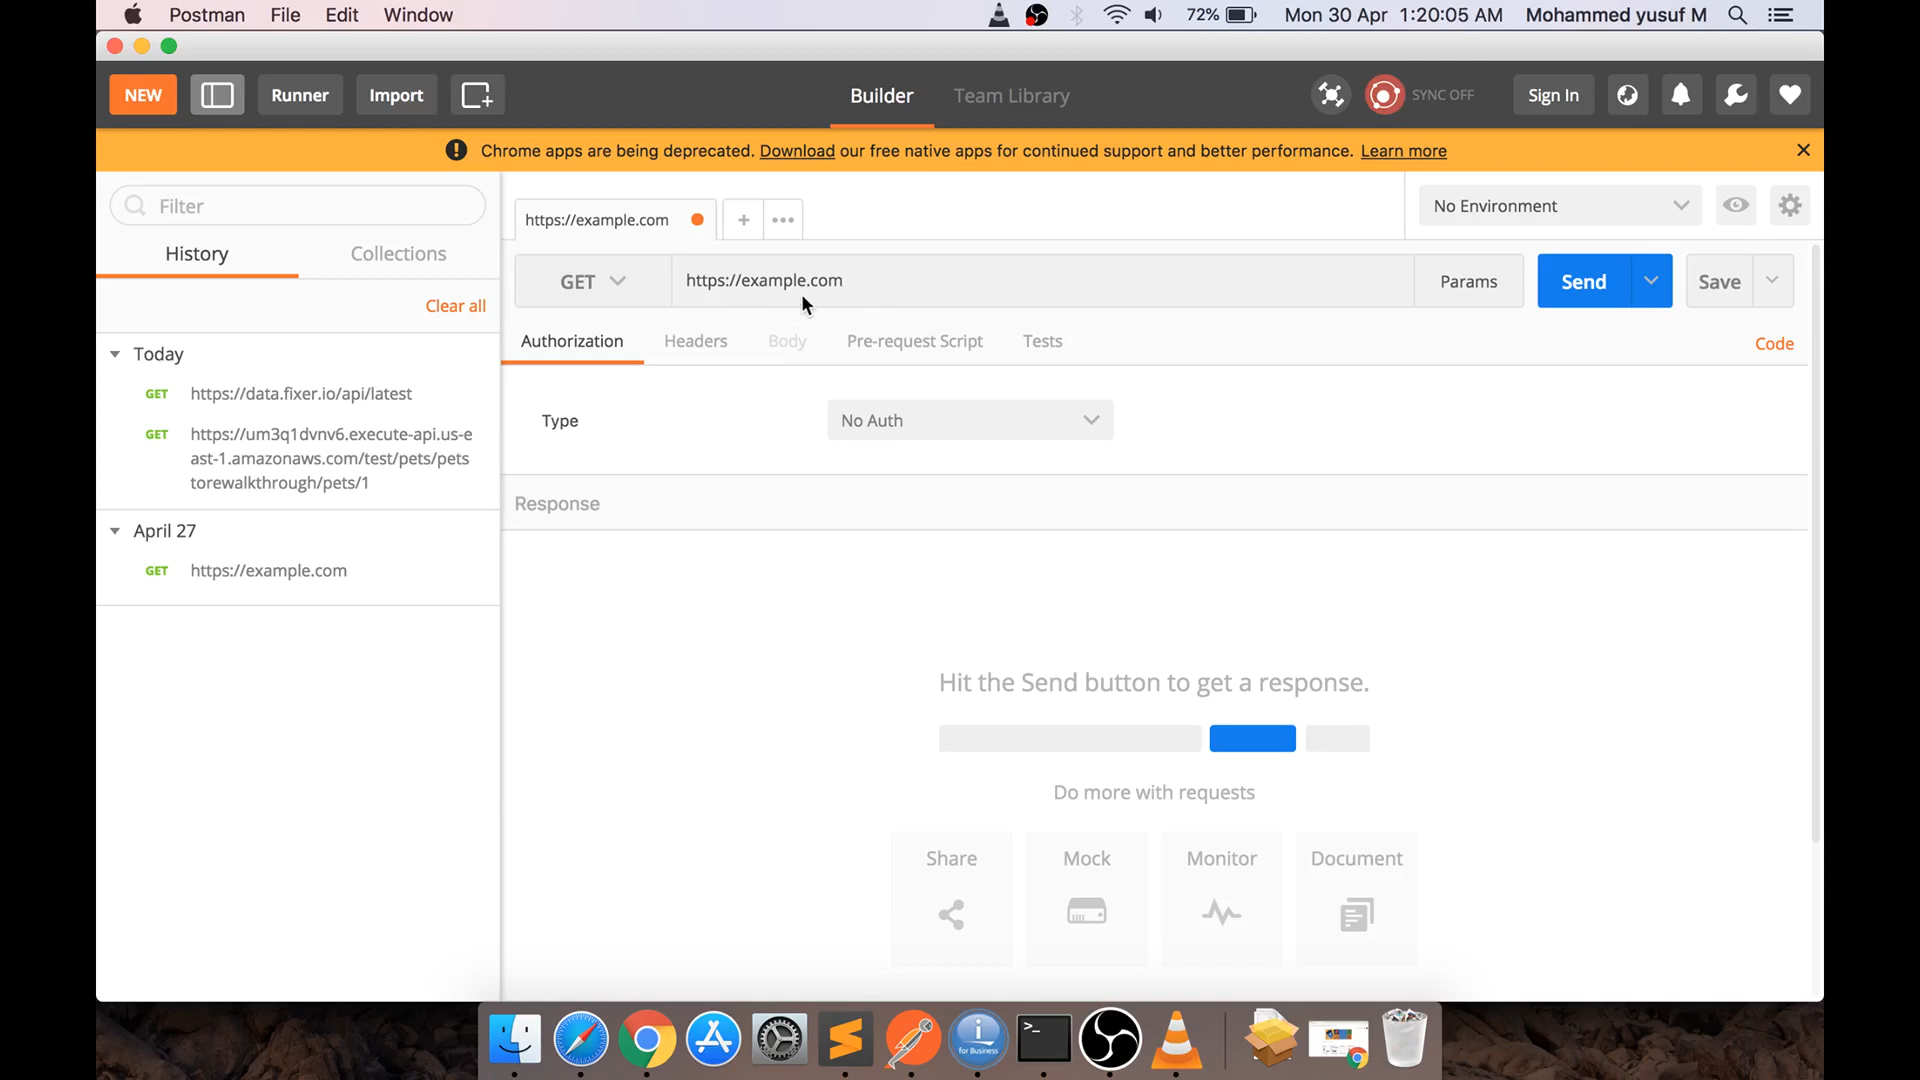 Postman File Edit Window 72% Mon 30 Apr 1:20:05 AM Mohammed yusuf M
NEW Runner Import Builder Team Library SYNC OFF Sign In
Chrome apps are being deprecated. Download our free native apps for continued support and better performance. Learn more
Filter
History Collections
Clear all
Today
GET https://data.fixer.io/api/latest
GET https://um3q1dvnv6.execute-api.us-e
ast-1.amazonaws.com/test/pets/pets
torewalkthrough/pets/1
April 27
GET https://example.com
https://example.com + No Environment
GET https://example.com Params Send Save
Authorization Headers Body Pre-request Script Tests Code
Type No Auth
Response
Hit the Send button to get a response.
Do more with requests
Share Mock Monitor Document
i for Business
>_